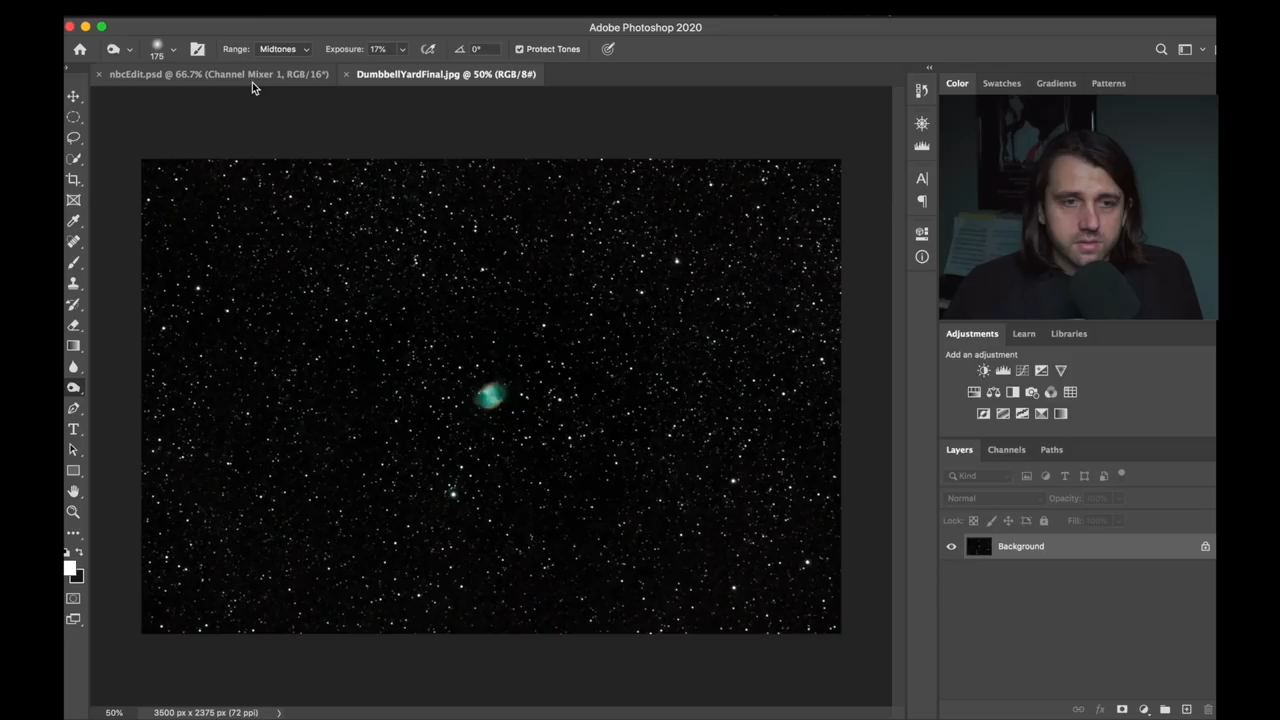 Adobe Photoshop 2020
175
Range: Midtones
Exposure: 17%
0°
Protect Tones
nbcEdit.psd @ 66.7% (Channel Mixer 1, RGB/16*)
DumbbellYardFinal.jpg @ 50% (RGB/8#)
Color
Swatches
Gradients
Patterns
Adjustments
Learn
Libraries
Add an adjustment
Layers
Channels
Paths
Kind
Normal
Opacity: 100%
Lock:
Fill: 100%
Background
50%
3500 px x 2375 px (72 ppi)